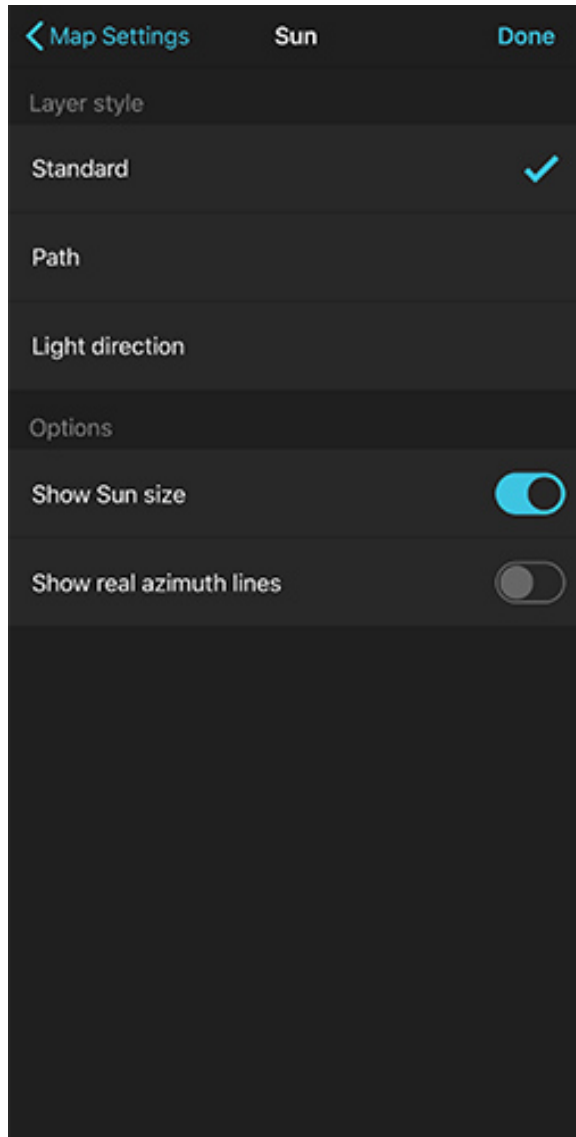 Map Settings Sun Done
Layer style
Standard
Path
Light direction
Options
Show Sun size
Show real azimuth lines